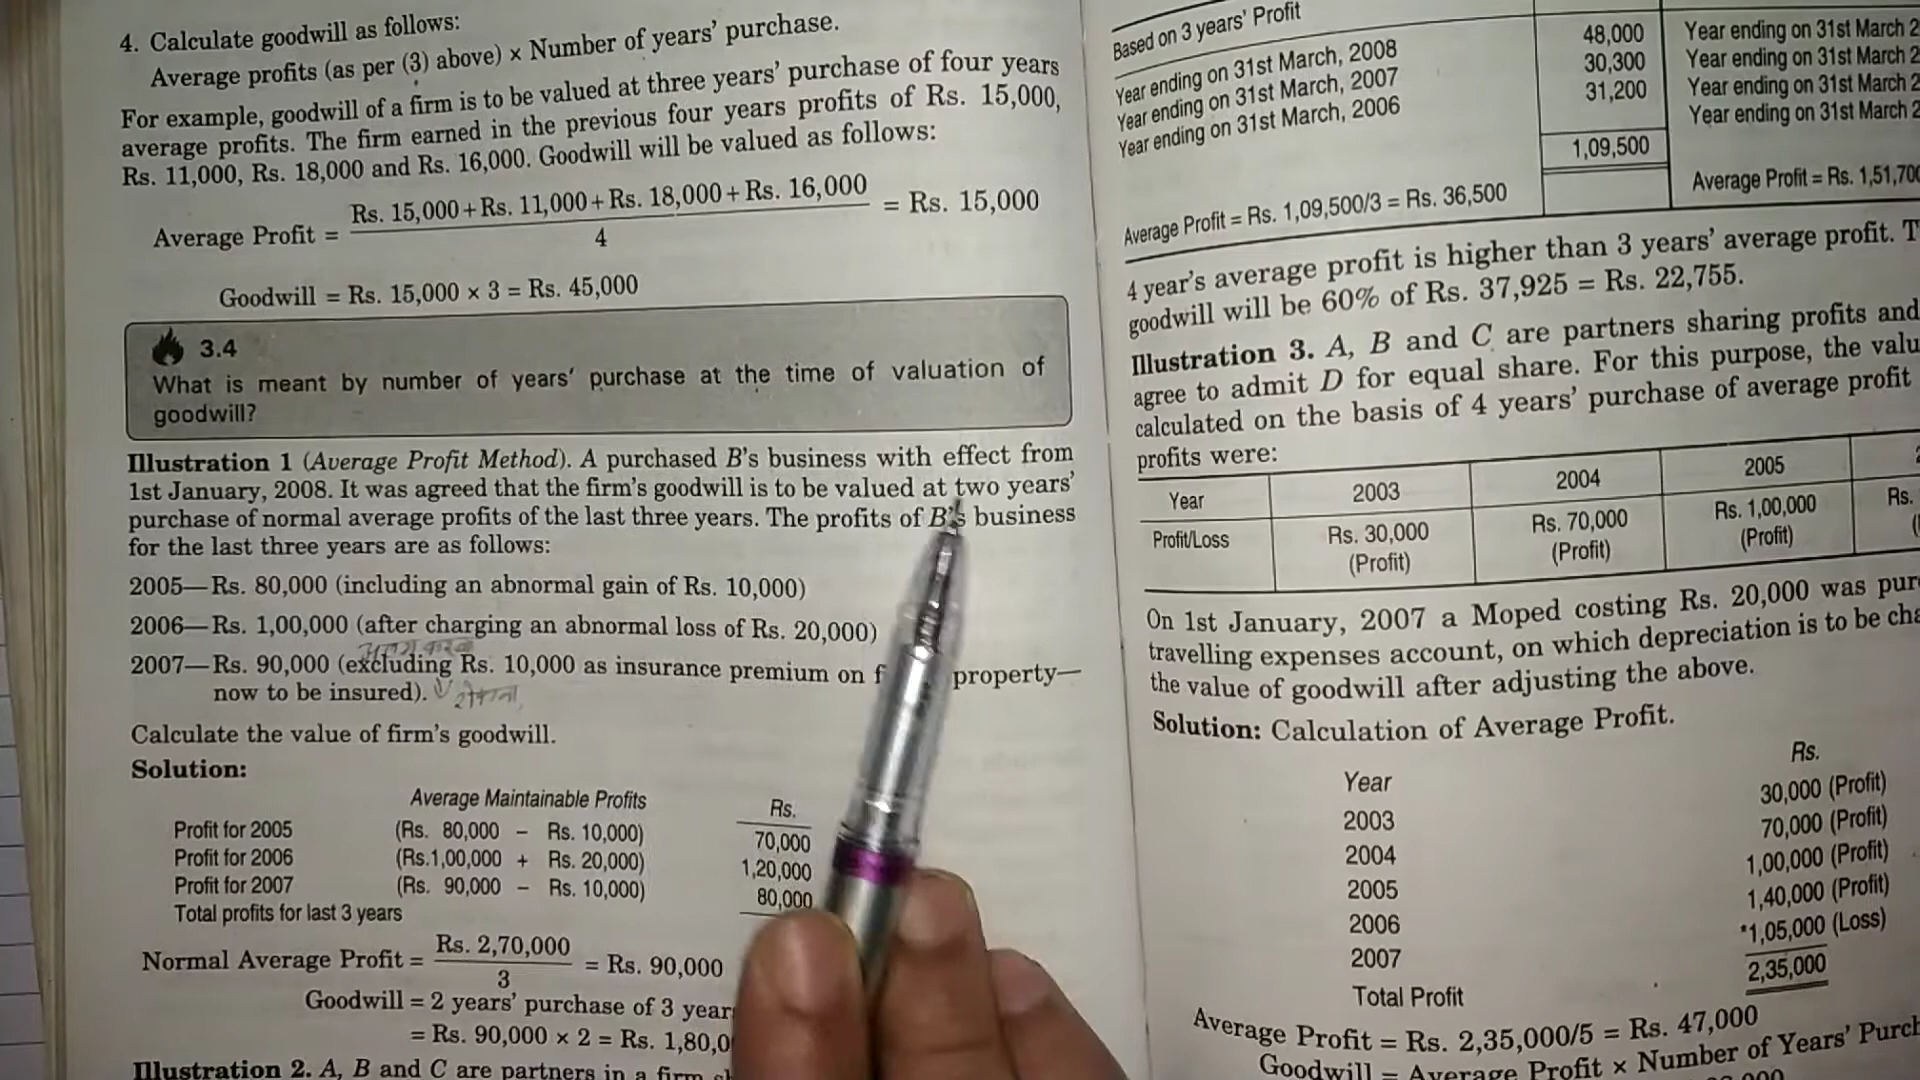 4. Calculate goodwill as follows:
Average profits (as per (3) above) × Number of years' purchase.
For example, goodwill of a firm is to be valued at three years' purchase of four years
average profits. The firm earned in the previous four years profits of Rs. 15,000,
Rs. 11,000, Rs. 18,000 and Rs. 16,000. Goodwill will be valued as follows:
Average Profit = Rs. 15,000 + Rs. 11,000 + Rs. 18,000 + Rs. 16,000 / 4 = Rs. 15,000
Goodwill = Rs. 15,000 × 3 = Rs. 45,000
3.4
What is meant by number of years' purchase at the time of valuation of
goodwill?
Illustration 1 (Average Profit Method). A purchased B's business with effect from
1st January, 2008. It was agreed that the firm's goodwill is to be valued at two years'
purchase of normal average profits of the last three years. The profits of B's business
for the last three years are as follows:
2005—Rs. 80,000 (including an abnormal gain of Rs. 10,000)
2006—Rs. 1,00,000 (after charging an abnormal loss of Rs. 20,000)
2007—Rs. 90,000 (excluding Rs. 10,000 as insurance premium on property—
now to be insured).
Calculate the value of firm's goodwill.
Solution:
Average Maintainable Profits Rs.
Profit for 2005 (Rs. 80,000 – Rs. 10,000) 70,000
Profit for 2006 (Rs.1,00,000 + Rs. 20,000) 1,20,000
Profit for 2007 (Rs. 90,000 – Rs. 10,000) 80,000
Total profits for last 3 years
Normal Average Profit = Rs. 2,70,000 / 3 = Rs. 90,000
Goodwill = 2 years' purchase of 3 year
= Rs. 90,000 × 2 = Rs. 1,80,0
Illustration 2. A, B and C are partners in a firm
Based on 3 years' Profit
Year ending on 31st March, 2008 48,000 Year ending on 31st March 2
Year ending on 31st March, 2007 30,300 Year ending on 31st March 2
Year ending on 31st March, 2006 31,200 Year ending on 31st March 2
Year ending on 31st March 2
1,09,500
Average Profit = Rs. 1,09,500/3 = Rs. 36,500 Average Profit = Rs. 1,51,700
4 year's average profit is higher than 3 years' average profit. T
goodwill will be 60% of Rs. 37,925 = Rs. 22,755.
Illustration 3. A, B and C are partners sharing profits and
agree to admit D for equal share. For this purpose, the valu
calculated on the basis of 4 years' purchase of average profit
profits were:
Year 2003 2004 2005
Profit/Loss Rs. 30,000 Rs. 70,000 Rs. 1,00,000 Rs.
(Profit) (Profit) (Profit) (
On 1st January, 2007 a Moped costing Rs. 20,000 was pur
travelling expenses account, on which depreciation is to be cha
the value of goodwill after adjusting the above.
Solution: Calculation of Average Profit.
Year Rs.
2003 30,000 (Profit)
2004 70,000 (Profit)
2005 1,00,000 (Profit)
2006 1,40,000 (Profit)
2007 *1,05,000 (Loss)
Total Profit 2,35,000
Average Profit = Rs. 2,35,000/5 = Rs. 47,000
Goodwill = Average Profit × Number of Years' Purch